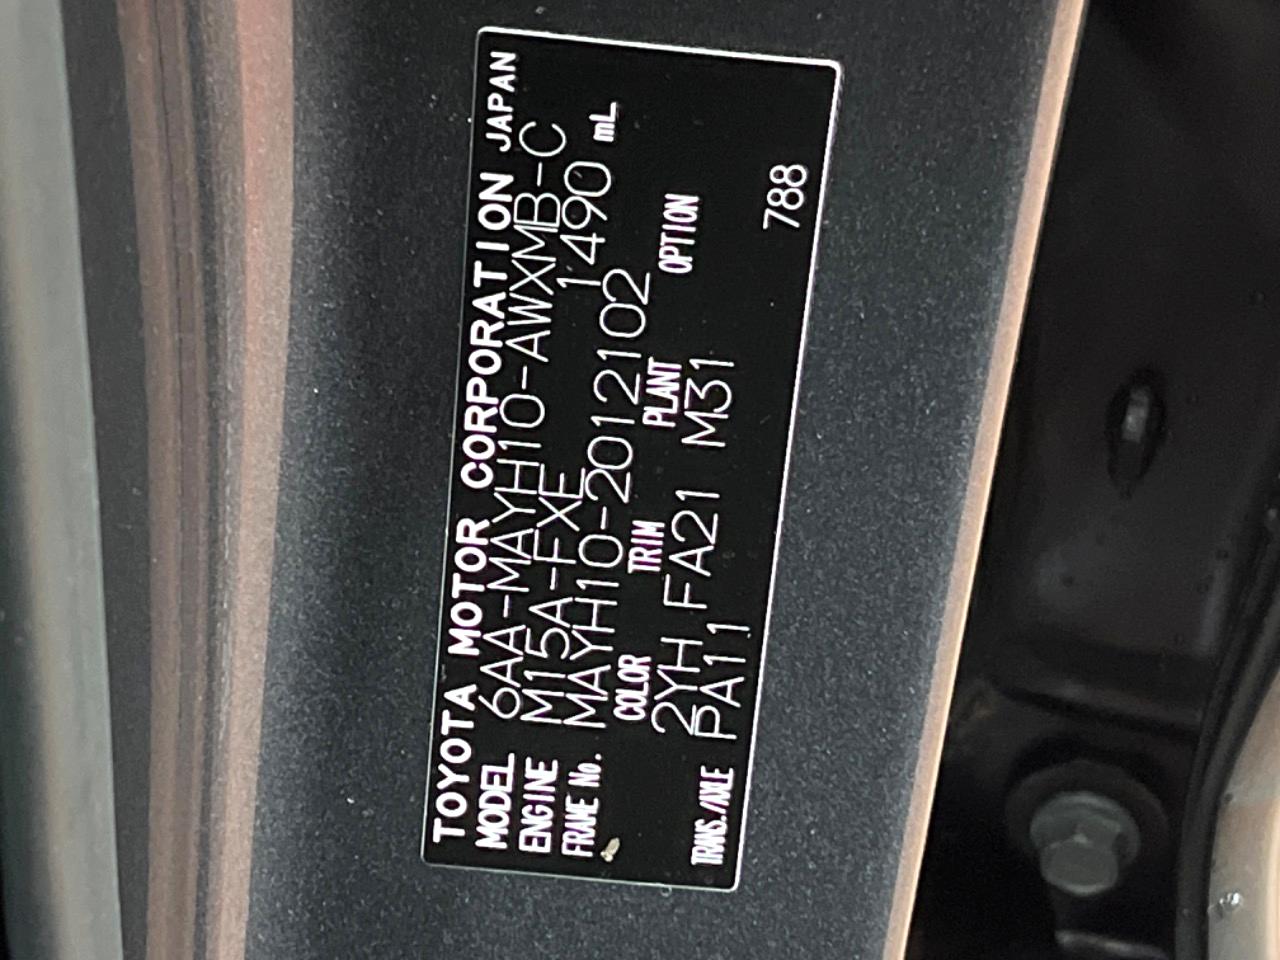 TOYOTA MOTOR CORPORATION JAPAN
MODEL 6AA-MAYH10-AWXMB-C
ENGINE M15A-FXE 1490 mL
FRAME No. MAYH10-2012102
COLOR TRIM PLANT OPTION
2YH FA21 M31
TRANS./AXLE PA11
788